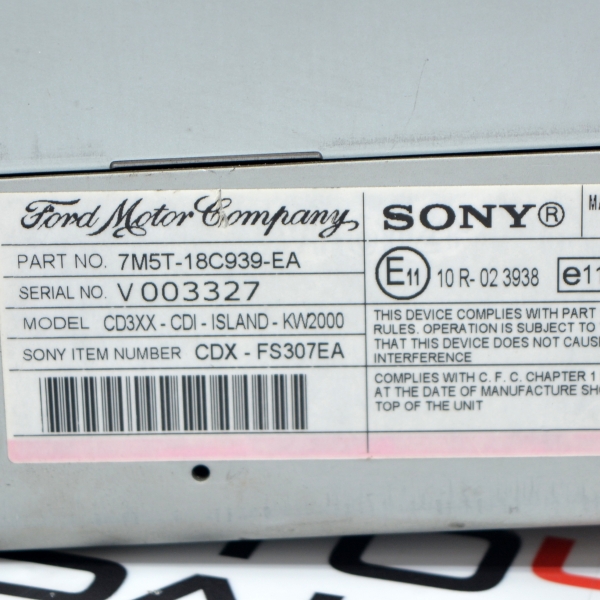 Ford Motor Company
PART NO. 7M5T-18C939-EA
SERIAL NO. V003327
MODEL CD3XX - CDI - ISLAND - KW2000
SONY ITEM NUMBER CDX - FS307EA
SONY®
MA
E11 10 R - 02 3938 e11
THIS DEVICE COMPLIES WITH PART
RULES. OPERATION IS SUBJECT TO
THAT THIS DEVICE DOES NOT CAUS
INTERFERENCE
COMPLIES WITH C. F. C. CHAPTER 1
AT THE DATE OF MANUFACTURE SH
TOP OF THE UNIT